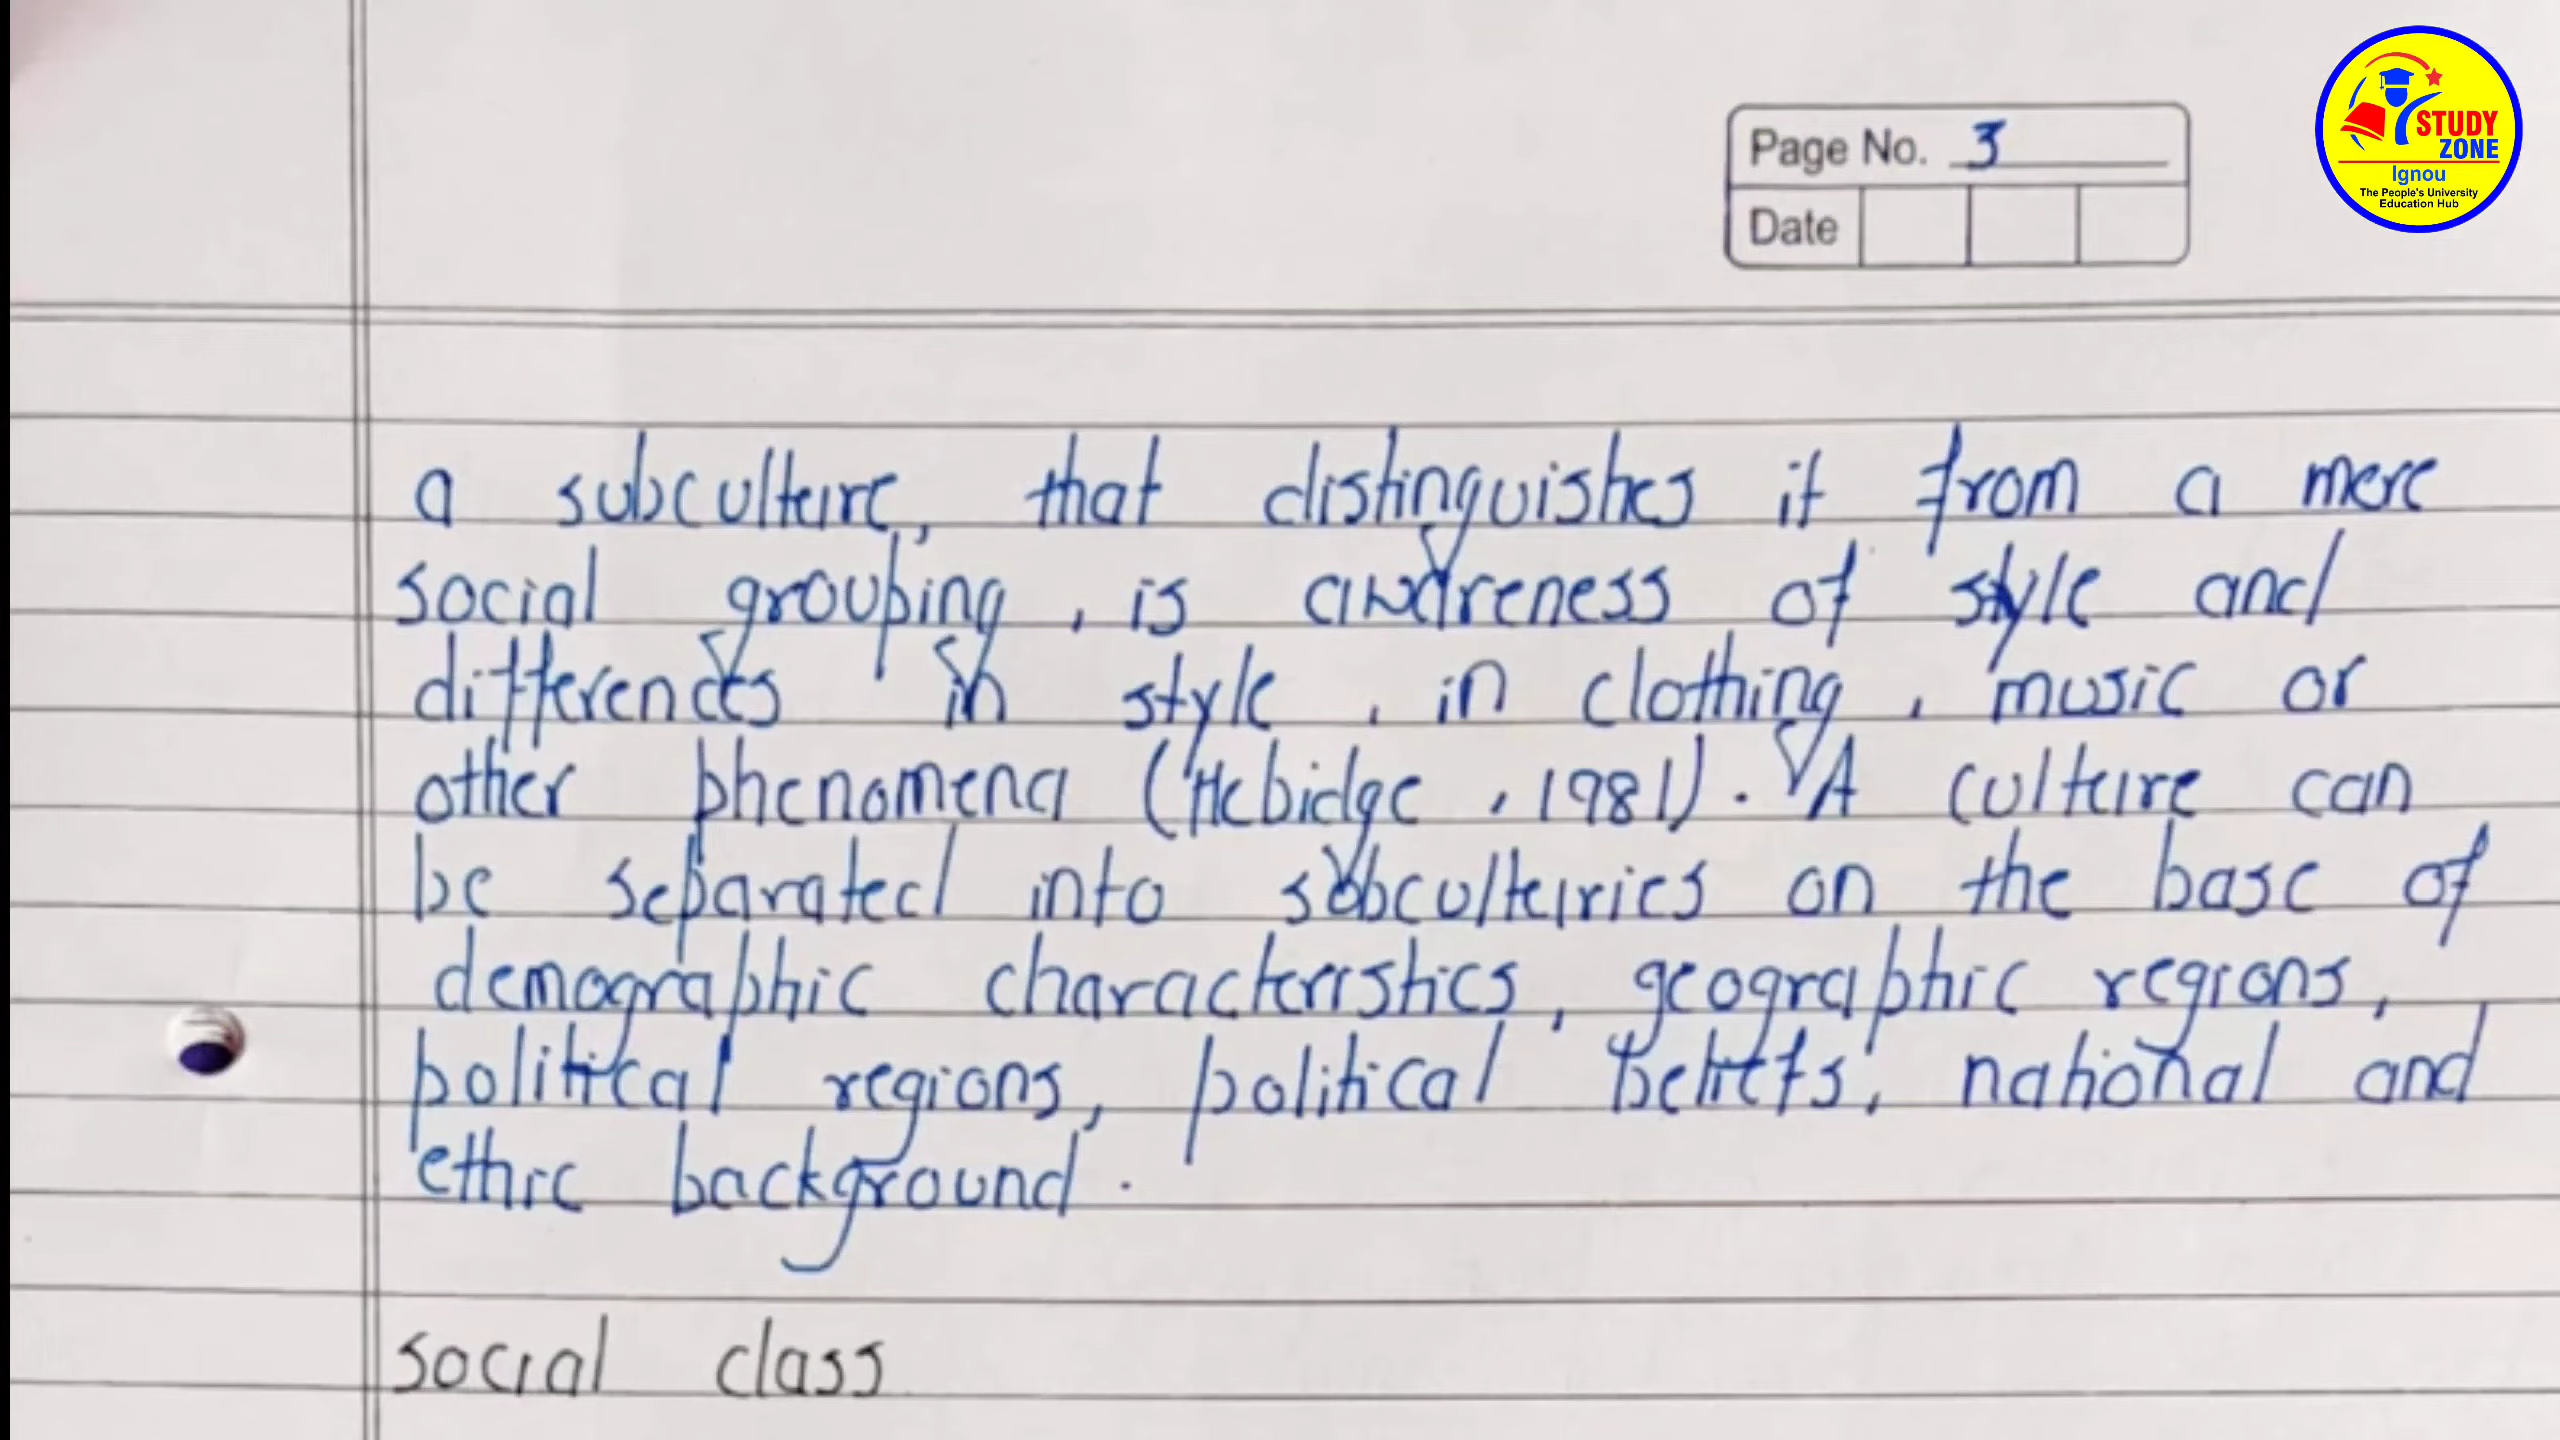 Page No. 3
Date
STUDY
ZONE
Ignou
The People's University
Education Hub
a subculture, that distinguishes it from a mere
social grouping, is awareness of style and
differences in style, in clothing, music or
other phenomena (Hebidge, 1981). A culture can
be separated into subculturies on the base of
demographic characteristics, geographic regions,
political regions, political beliefs, national and
ethic background.
social class